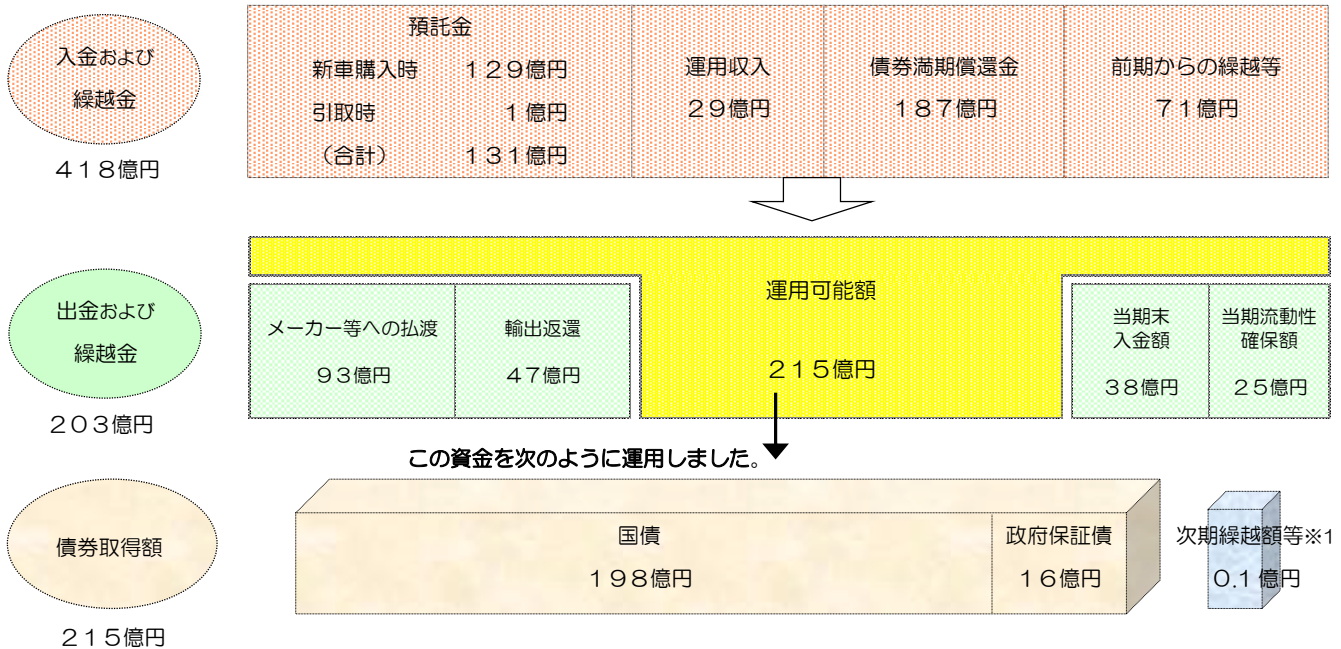 入金および
繰越金
418億円
預託金
新車購入時 129億円
引取時 1億円
(合計) 131億円
運用収入
29億円
債券満期償還金
187億円
前期からの繰越等
71億円
出金および
繰越金
203億円
メーカー等への払渡
93億円
輸出返還
47億円
運用可能額
215億円
当期末
入金額
38億円
当期流動性
確保額
25億円
この資金を次のように運用しました。
債券取得額
215億円
国債
198億円
政府保証債
16億円
次期繰越額等※1
0.1億円